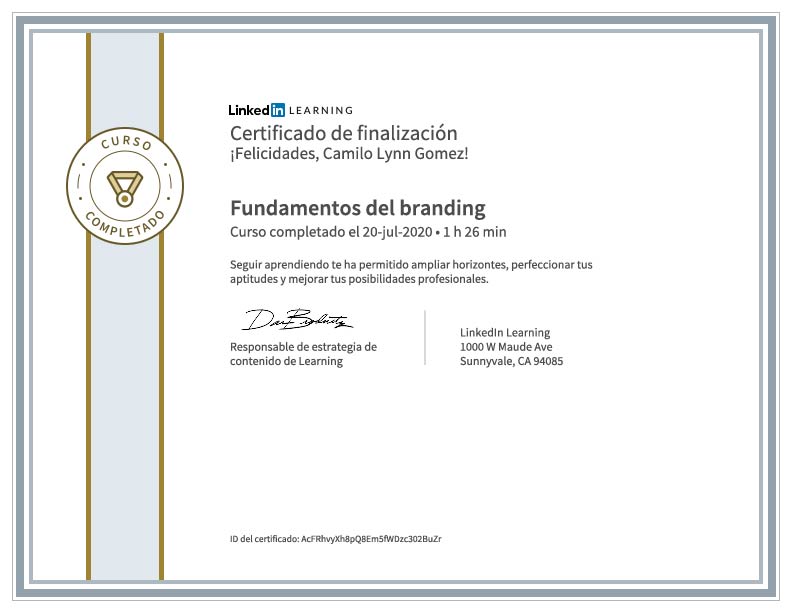 CURSO
COMPLETADO
Linked in LEARNING
Certificado de finalización
¡Felicidades, Camilo Lynn Gomez!
Fundamentos del branding
Curso completado el 20-jul-2020 • 1 h 26 min
Seguir aprendiendo te ha permitido ampliar horizontes, perfeccionar tus
aptitudes y mejorar tus posibilidades profesionales.
Responsable de estrategia de
contenido de Learning
LinkedIn Learning
1000 W Maude Ave
Sunnyvale, CA 94085
ID del certificado: AcFRhvyXh8pQ8Em5fWDzc302BuZr